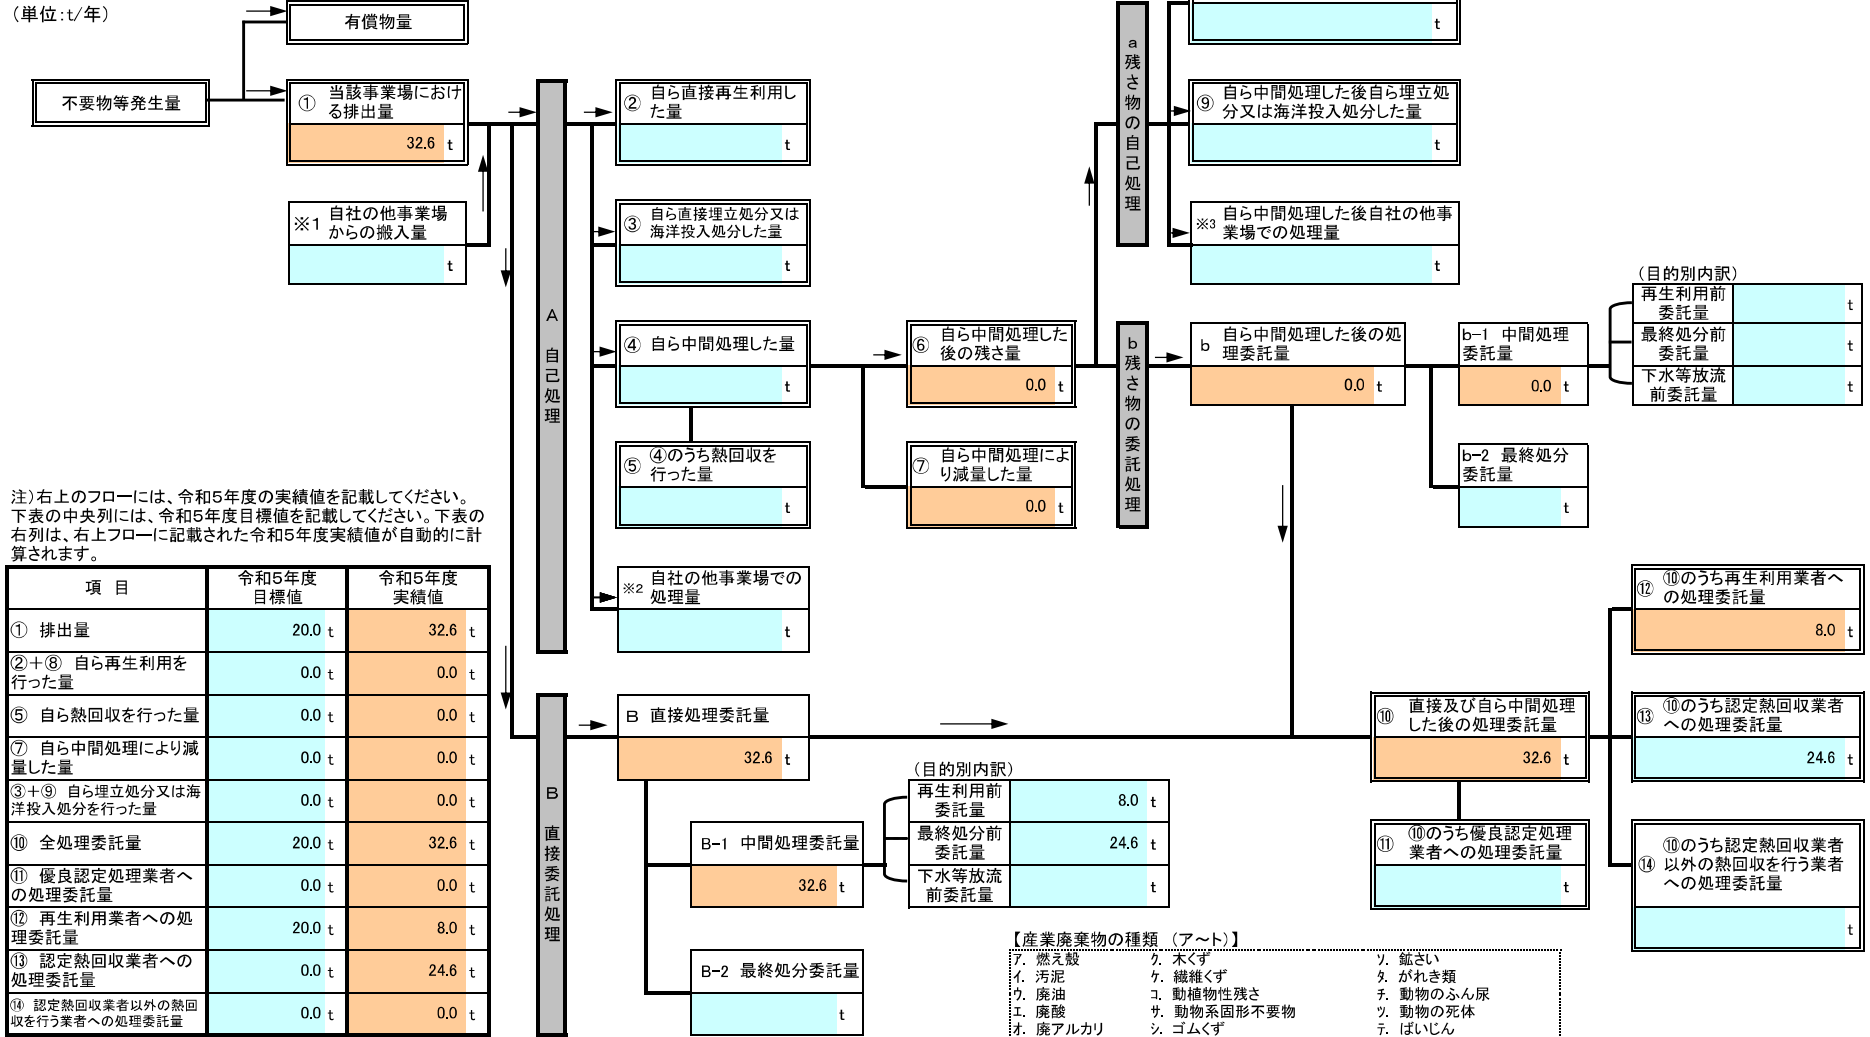 （単位：t/年）
有償物量
不要物等発生量
① 当該事業場におけ
る排出量
32.6 t
※1 自社の他事業場
からの搬入量
t
A 自己処理
② 自ら直接再生利用し
た量
t
③ 自ら直接埋立処分又は
海洋投入処分した量
t
④ 自ら中間処理した量
t
⑤ ④のうち熱回収を
行った量
t
※2 自社の他事業場での
処理量
t
⑥ 自ら中間処理した
後の残さ量
0.0 t
⑦ 自ら中間処理によ
り減量した量
0.0 t
a 残さ物の自己処理
t
⑨ 自ら中間処理した後自ら埋立処
分又は海洋投入処分した量
t
※3 自ら中間処理した後自社の他事
業場での処理量
t
b 残さ物の委託処理
b 自ら中間処理した後の処
理委託量
0.0 t
b-1 中間処理
委託量
0.0 t
（目的別内訳）
再生利用前
委託量
t
最終処分前
委託量
t
下水等放流
前委託量
t
b-2 最終処分
委託量
t
注）右上のフローには、令和5年度の実績値を記載してください。
下表の中央列には、令和5年度目標値を記載してください。下表の
右列は、右上フローに記載された令和5年度実績値が自動的に計
算されます。
項 目 令和5年度
目標値 令和5年度
実績値
① 排出量 20.0 t 32.6 t
②＋⑧ 自ら再生利用を
行った量 0.0 t 0.0 t
⑤ 自ら熱回収を行った量 0.0 t 0.0 t
⑦ 自ら中間処理により減
量した量 0.0 t 0.0 t
③＋⑨ 自ら埋立処分又は海
洋投入処分を行った量 0.0 t 0.0 t
⑩ 全処理委託量 20.0 t 32.6 t
⑪ 優良認定処理業者へ
の処理委託量 0.0 t 0.0 t
⑫ 再生利用業者への処
理委託量 20.0 t 8.0 t
⑬ 認定熱回収業者への
処理委託量 0.0 t 24.6 t
⑭ 認定熱回収業者以外の熱回
収を行う業者への処理委託量 0.0 t 0.0 t
B 直接委託処理
B 直接処理委託量
32.6 t
B-1 中間処理委託量
32.6 t
B-2 最終処分委託量
t
（目的別内訳）
再生利用前
委託量
8.0 t
最終処分前
委託量
24.6 t
下水等放流
前委託量
t
⑩ 直接及び自ら中間処理
した後の処理委託量
32.6 t
⑪ ⑩のうち優良認定処理
業者への処理委託量
t
⑫ ⑩のうち再生利用業者へ
の処理委託量
8.0 t
⑬ ⑩のうち認定熱回収業者
への処理委託量
24.6 t
⑭ ⑩のうち認定熱回収業者
以外の熱回収を行う業者
への処理委託量
t
【産業廃棄物の種類 （ア～ト）】
ア. 燃え殻 ク. 木くず ソ. 鉱さい
イ. 汚泥 ケ. 繊維くず タ. がれき類
ウ. 廃油 コ. 動植物性残さ チ. 動物のふん尿
エ. 廃酸 サ. 動物系固形不要物 ツ. 動物の死体
オ. 廃アルカリ シ. ゴムくず テ. ばいじん